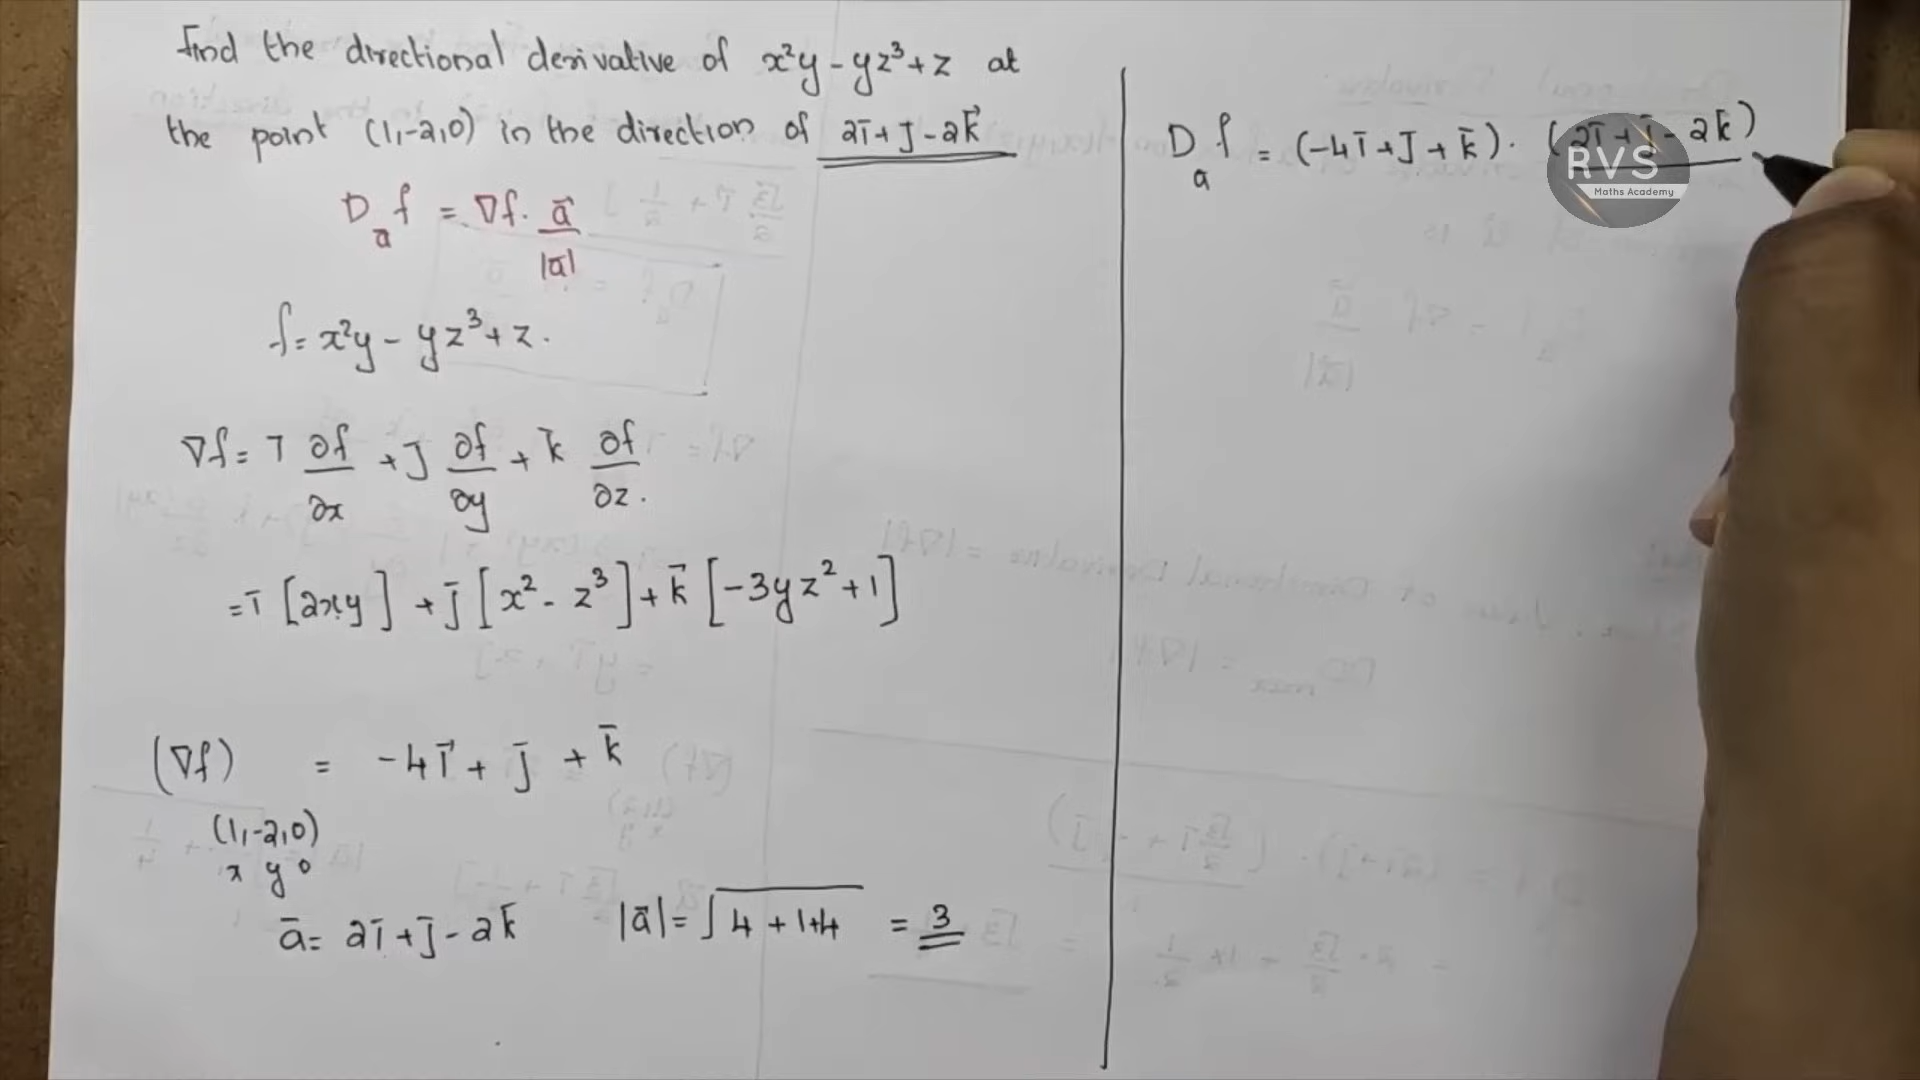 Find the directional derivative of x²y - yz³+z at
the point (1,-2,0) in the direction of 2i̅+j̅-2k̅
D_a̅ f = ∇f. a̅/|a̅|
f= x²y - yz³+z.
∇f= i̅ ∂f/∂x + j̅ ∂f/∂y + k̅ ∂f/∂z.
= i̅ [2xy] + j̅ [x² - z³] + k̅ [-3yz²+1]
(∇f) = -4i̅ + j̅ + k̅
(1,-2,0)
x y 0
a̅= 2i̅+j̅-2k̅ |a̅|= √4+1+4 = 3
D_a f = (-4i̅+j̅+k̅). (2i̅+j̅-2k̅)
RVS
Maths Academy